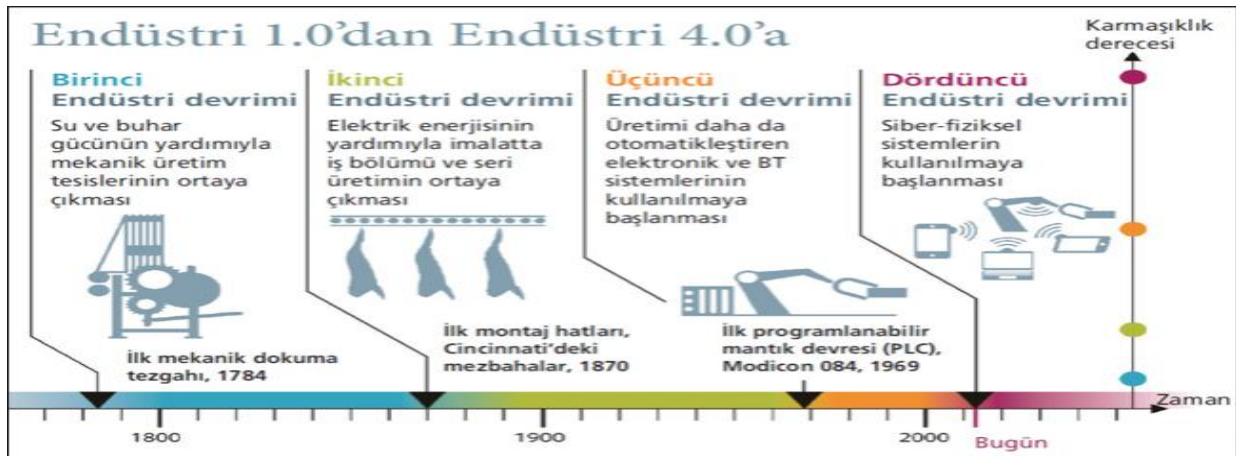 Endüstri 1.0’dan Endüstri 4.0’a
Karmaşıklık
derecesi
Birinci
Endüstri devrimi
Su ve buhar
gücünün yardımıyla
mekanik üretim
tesislerinin ortaya
çıkması
İlk mekanik dokuma
tezgahı, 1784
İkinci
Endüstri devrimi
Elektrik enerjisinin
yardımıyla imalatta
iş bölümü ve seri
üretimin ortaya
çıkması
İlk montaj hatları,
Cincinnati’deki
mezbahalar, 1870
Üçüncü
Endüstri devrimi
Üretimi daha da
otomatikleştiren
elektronik ve BT
sistemlerinin
kullanılmaya
başlanması
İlk programlanabilir
mantık devresi (PLC),
Modicon 084, 1969
Dördüncü
Endüstri devrimi
Siber-fiziksel
sistemlerin
kullanılmaya
başlanması
Zaman
1800
1900
2000
Bugün